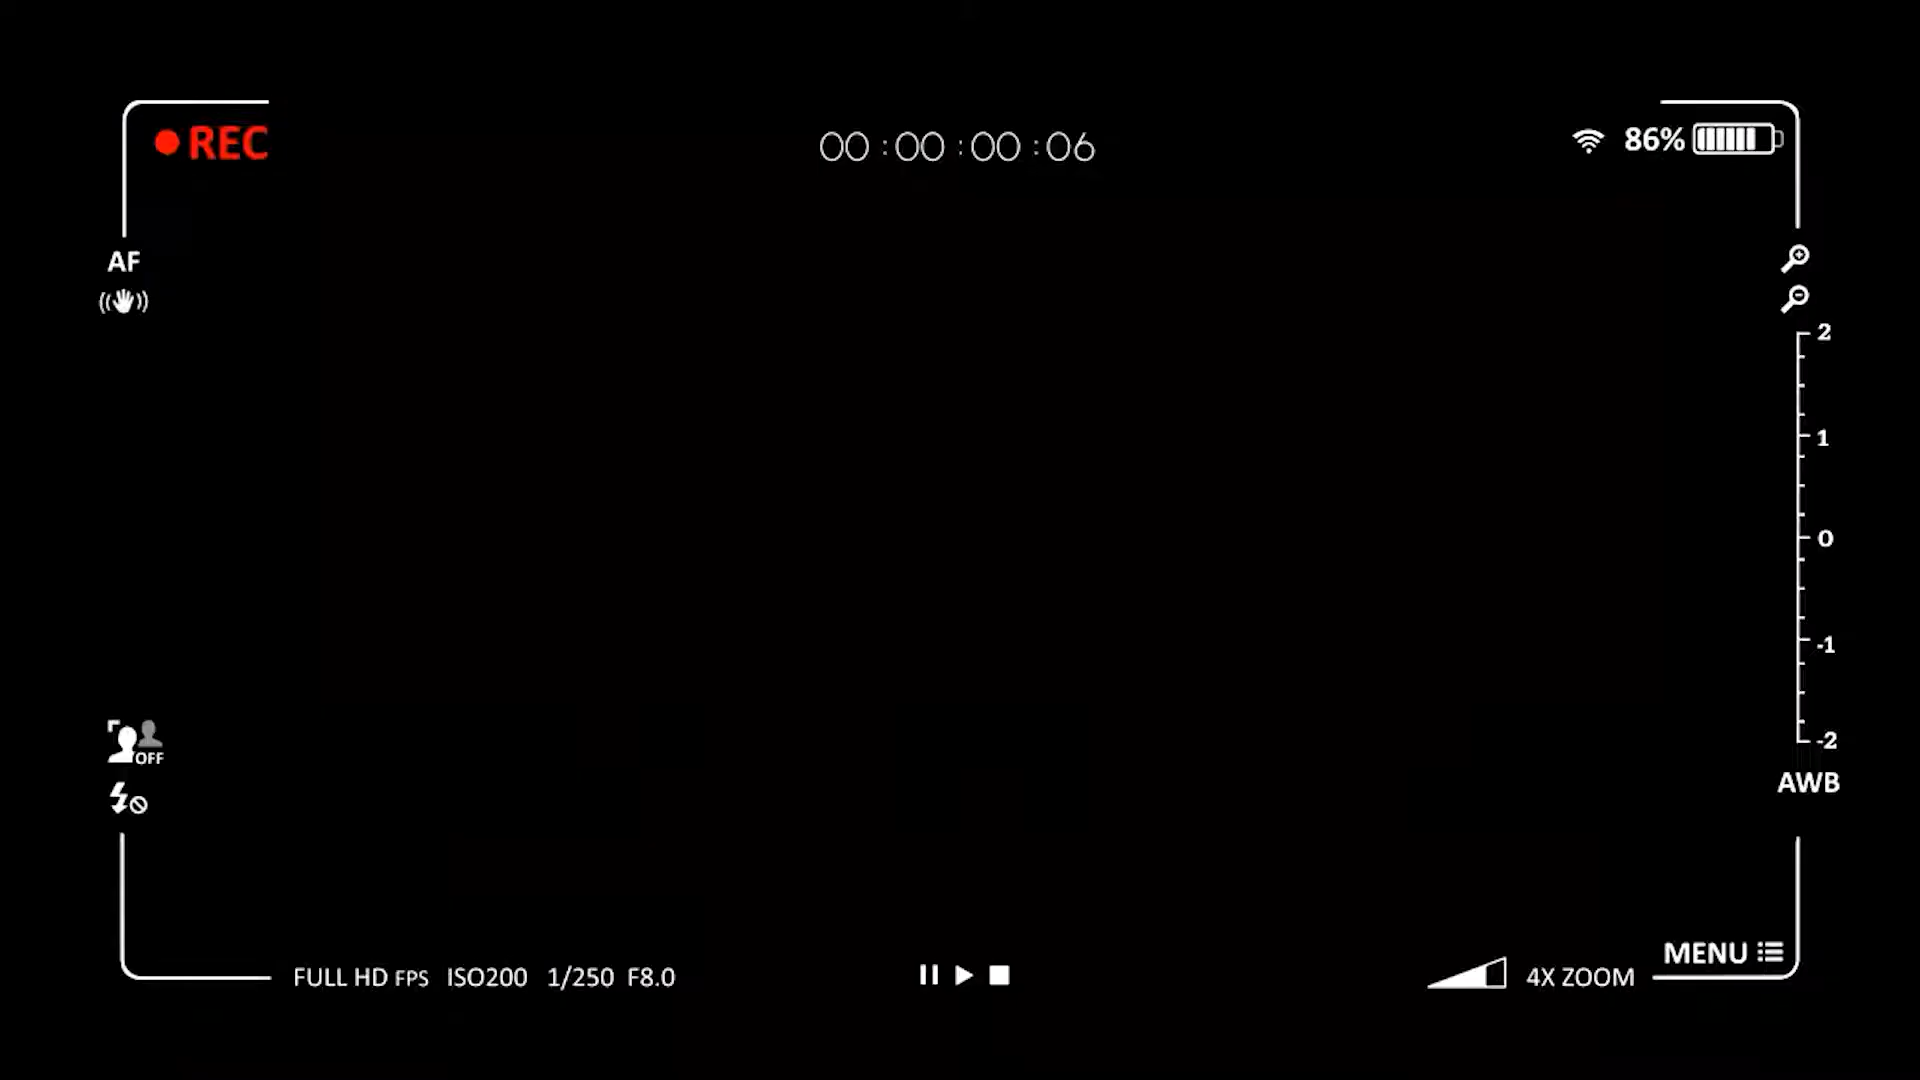 REC
00:00:00:06
86%
AF
2
1
0
-1
-2
OFF
AWB
MENU
FULL HD FPS ISO200 1/250 F8.0
4X ZOOM